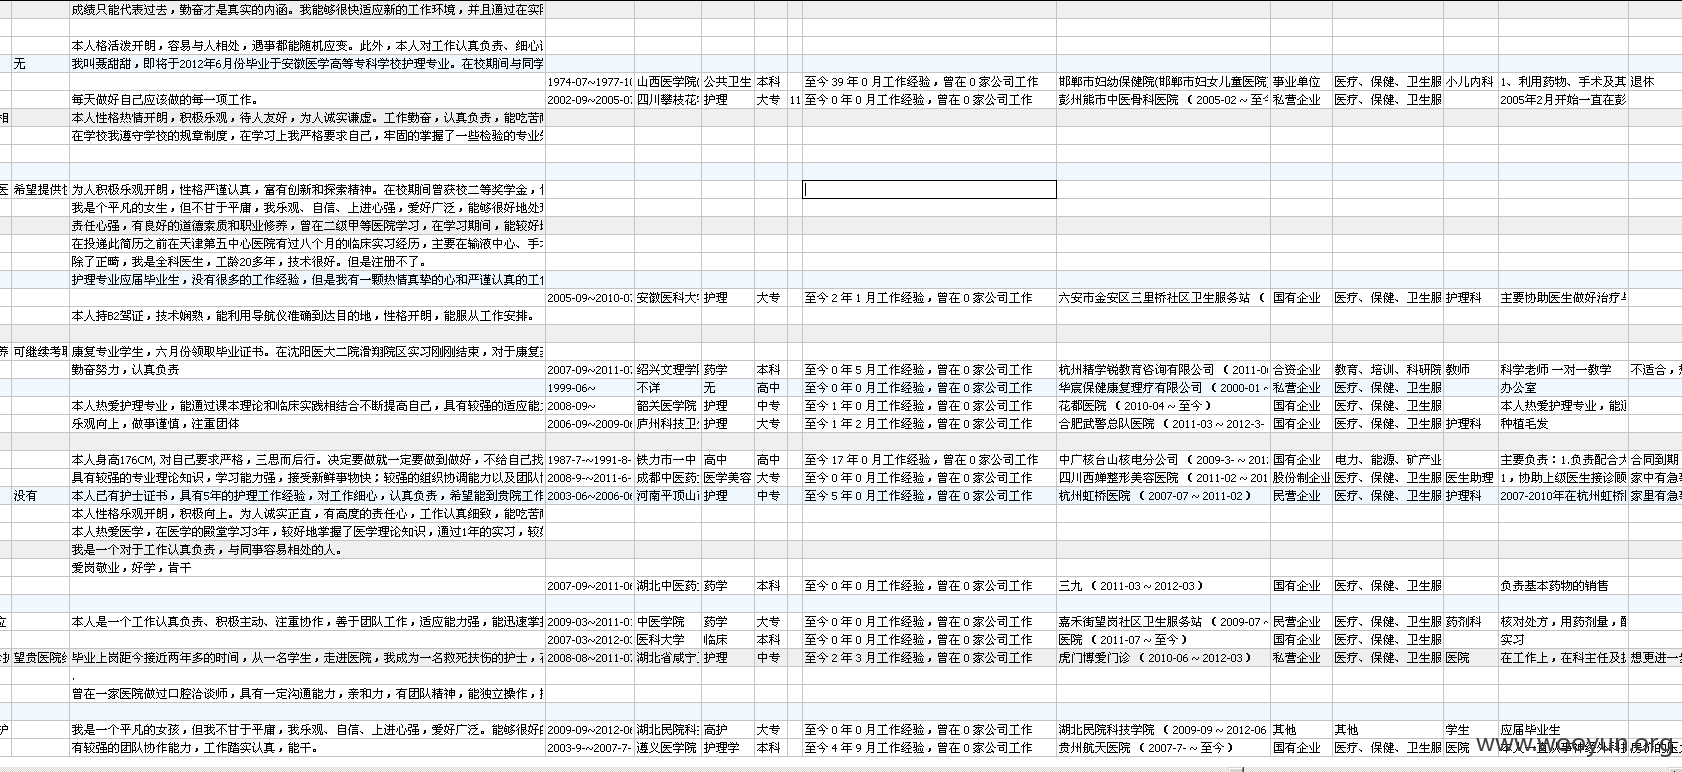 成绩只能代表过去，勤奋才是真实的内涵。我能够很快适应新的工作环境，并且通过在实际
本人格活泼开朗，容易与人相处，遇事都能随机应变。此外，本人对工作认真负责、细心
无 我叫聂甜甜，即将于2012年6月份毕业于安徽医学高等专科学校护理专业。在校期间与同学
1974-07~1977-10 山西医学院 公共卫生 本科 至今 39 年 0 月工作经验，曾在 0 家公司工作 邯郸市妇幼保健院(邯郸市妇女儿童医院 事业单位 医疗、保健、卫生服 小儿内科 1、利用药物、手术及其 退休
每天做好自己应该做的每一项工作。 2002-09~2005-07 四川攀枝花 护理 大专 11 至今 0 年 0 月工作经验，曾在 0 家公司工作 彭州熊市中医骨科医院 （ 2005-02 ~ 至今 私营企业 医疗、保健、卫生服 2005年2月开始一直在彭
相 本人性格热情开朗，积极乐观，待人友好，为人诚实谦虚。工作勤奋，认真负责，能吃苦耐
在学校我遵守学校的规章制度，在学习上我严格要求自己，牢固的掌握了一些检验的专业
医 希望提供 为人积极乐观开朗，性格严谨认真，富有创新和探索精神。在校期间曾获校二等奖学金，
我是个平凡的女生，但不甘于平庸，我乐观、自信、上进心强，爱好广泛，能够很好地处理
责任心强，有良好的道德素质和职业修养，曾在二级甲等医院学习，在学习期间，能较好
在投递此简历之前在天津第五中心医院有过八个月的临床实习经历，主要在输液中心、手术
除了正畸，我是全科医生，工龄20多年，技术很好。但是注册不了。
护理专业应届毕业生，没有很多的工作经验，但是我有一颗热情真挚的心和严谨认真的工作
2005-09~2010-07 安徽医科大学 护理 大专 至今 2 年 1 月工作经验，曾在 0 家公司工作 六安市金安区三里桥社区卫生服务站 （ 国有企业 医疗、保健、卫生服 护理科 主要协助医生做好治疗与
本人持B2驾证，技术娴熟，能利用导航仪准确到达目的地，性格开朗，能服从工作安排。
养 可继续考取 康复专业学生，六月份领取毕业证书。在沈阳医大二院滑翔院区实习刚刚结束，对于康复
勤奋努力，认真负责 2007-09~2011-07 绍兴文理学院 药学 本科 至今 0 年 5 月工作经验，曾在 0 家公司工作 杭州精学锐教育咨询有限公司 （ 2011-0 合资企业 教育、培训、科研院 教师 科学老师 一对一教学 不适合，
1999-06~ 不详 无 高中 至今 0 年 0 月工作经验，曾在 0 家公司工作 华宸保健康复理疗有限公司 （ 2000-01 ~ 私营企业 医疗、保健、卫生服 办公室
本人热爱护理专业，能通过课本理论和临床实践相结合不断提高自己，具有较强的适应能力 2008-09~ 韶关医学院 护理 中专 至今 1 年 0 月工作经验，曾在 0 家公司工作 花都医院 （ 2010-04 ~ 至今 ） 国有企业 医疗、保健、卫生服 本人热爱护理专业，能通
乐观向上，做事谨慎，注重团体 2006-09~2009-06 庐州科技卫 护理 大专 至今 1 年 2 月工作经验，曾在 0 家公司工作 合肥武警总队医院 （ 2011-03 ~ 2012-3- 国有企业 医疗、保健、卫生服 护理科 种植毛发
本人身高176CM, 对自己要求严格，三思而后行。决定要做就一定要做到做好，不给自己找 1987-7-~1991-8- 铁力市一中 高中 高中 至今 17 年 0 月工作经验，曾在 0 家公司工作 中广核台山核电分公司 （ 2009-3- ~ 201 国有企业 电力、能源、矿产业 主要负责：1.负责配合大 合同到期
具有较强的专业理论知识，学习能力强，接受新鲜事物快；较强的组织协调能力以及团队 2008-9-~2011-6- 成都中医药大 医学美容 大专 至今 0 年 0 月工作经验，曾在 0 家公司工作 四川西婵整形美容医院 （ 2011-02 ~ 201 股份制企业 医疗、保健、卫生服 医生助理 1，协助上级医生接诊顾 家中有急事
没有 本人已有护士证书，具有5年的护理工作经验，对工作细心，认真负责，希望能到贵院工作 2003-06~2006-06 河南平顶山 护理 中专 至今 5 年 0 月工作经验，曾在 0 家公司工作 杭州虹桥医院 （ 2007-07 ~ 2011-02 ） 民营企业 医疗、保健、卫生服 护理科 2007-2010年在杭州虹桥 家里有急事
本人性格乐观开朗，积极向上。为人诚实正直，有高度的责任心，工作认真细致，能吃苦耐
本人热爱医学，在医学的殿堂学习3年，较好地掌握了医学理论知识，通过1年的实习，较好
我是一个对于工作认真负责，与同事容易相处的人。
爱岗敬业，好学，肯干
2007-09~2011-06 湖北中医药大 药学 本科 至今 0 年 0 月工作经验，曾在 0 家公司工作 三九 （ 2011-03 ~ 2012-03 ） 国有企业 医疗、保健、卫生服 负责基本药物的销售
位 本人是一个工作认真负责、积极主动、注重协作，善于团队工作，适应能力强，能迅速掌握 2009-03~2011-0 中医学院 药学 大专 至今 0 年 0 月工作经验，曾在 0 家公司工作 嘉禾街望岗社区卫生服务站 （ 2009-07 ~ 民营企业 医疗、保健、卫生服 药剂科 核对处方，用药剂量，
2007-03~2012-03 医科大学 临床 本科 至今 0 年 0 月工作经验，曾在 0 家公司工作 医院 （ 2011-07 ~ 至今 ） 国有企业 医疗、保健、卫生服 实习
望贵医院给 毕业上岗距今接近两年多的时间，从一名学生，走进医院，我成为一名救死扶伤的护士，在 2008-08~2011-07 湖北省咸宁 护理 中专 至今 2 年 3 月工作经验，曾在 0 家公司工作 虎门博爱门诊 （ 2010-06 ~ 2012-03 ） 私营企业 医疗、保健、卫生服 医院 在工作上，在科主任及护 想更进一步
.
曾在一家医院做过口腔洽谈师，具有一定沟通能力，亲和力，有团队精神，能独立操作，
护 我是一个平凡的女孩，但我不甘于平庸，我乐观、自信、上进心强，爱好广泛。能够很好的 2009-09~2012-06 湖北民院科技 高护 大专 至今 0 年 0 月工作经验，曾在 0 家公司工作 湖北民院科技学院 （ 2009-09 ~ 2012-06 其他 其他 学生 应届毕业生
有较强的团队协作能力，工作踏实认真，能干。 2003-9-~2007-7- 遵义医学院 护理学 本科 至今 4 年 9 月工作经验，曾在 0 家公司工作 贵州航天医院 （ 2007-7- ~ 至今 ） 国有企业 医疗、保健、卫生服 医院 本人一直从事神经外科
www.wooyun.org